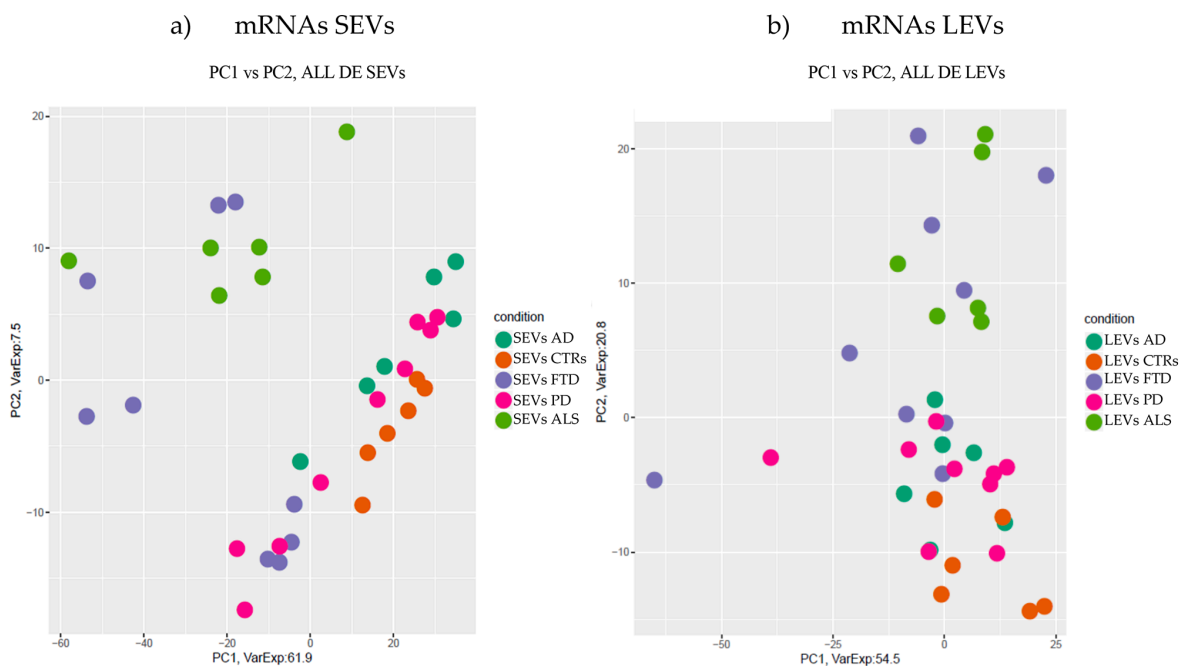 a) mRNAs SEVs
PC1 vs PC2, ALL DE SEVs
20
10
0
−10
PC2, VarExp:7.5
−60
−40
−20
0
20
PC1, VarExp:61.9
condition
SEVs AD
SEVs CTRs
SEVs FTD
SEVs PD
SEVs ALS
b) mRNAs LEVs
PC1 vs PC2, ALL DE LEVs
20
10
0
−10
PC2, VarExp:20.8
−50
−25
0
25
PC1, VarExp:54.5
condition
LEVs AD
LEVs CTRs
LEVs FTD
LEVs PD
LEVs ALS